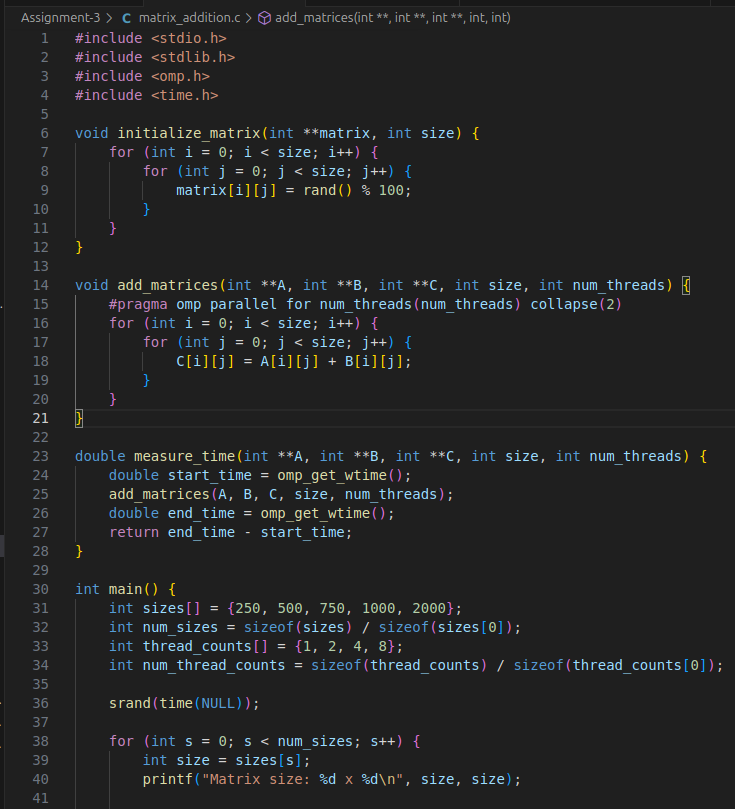 Assignment-3 > C matrix_addition.c > add_matrices(int **, int **, int **, int, int)
1 #include <stdio.h>
2 #include <stdlib.h>
3 #include <omp.h>
4 #include <time.h>
5
6 void initialize_matrix(int **matrix, int size) {
7     for (int i = 0; i < size; i++) {
8         for (int j = 0; j < size; j++) {
9             matrix[i][j] = rand() % 100;
10         }
11     }
12 }
13
14 void add_matrices(int **A, int **B, int **C, int size, int num_threads) {
15     #pragma omp parallel for num_threads(num_threads) collapse(2)
16     for (int i = 0; i < size; i++) {
17         for (int j = 0; j < size; j++) {
18             C[i][j] = A[i][j] + B[i][j];
19         }
20     }
21 }
22
23 double measure_time(int **A, int **B, int **C, int size, int num_threads) {
24     double start_time = omp_get_wtime();
25     add_matrices(A, B, C, size, num_threads);
26     double end_time = omp_get_wtime();
27     return end_time - start_time;
28 }
29
30 int main() {
31     int sizes[] = {250, 500, 750, 1000, 2000};
32     int num_sizes = sizeof(sizes) / sizeof(sizes[0]);
33     int thread_counts[] = {1, 2, 4, 8};
34     int num_thread_counts = sizeof(thread_counts) / sizeof(thread_counts[0]);
35
36     srand(time(NULL));
37
38     for (int s = 0; s < num_sizes; s++) {
39         int size = sizes[s];
40         printf("Matrix size: %d x %d\n", size, size);
41